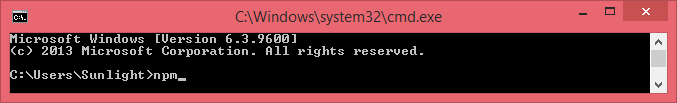 C:\Windows\system32\cmd.exe
Microsoft Windows [Version 6.3.9600]
(c) 2013 Microsoft Corporation. All rights reserved.
C:\Users\Sunlight>npm_